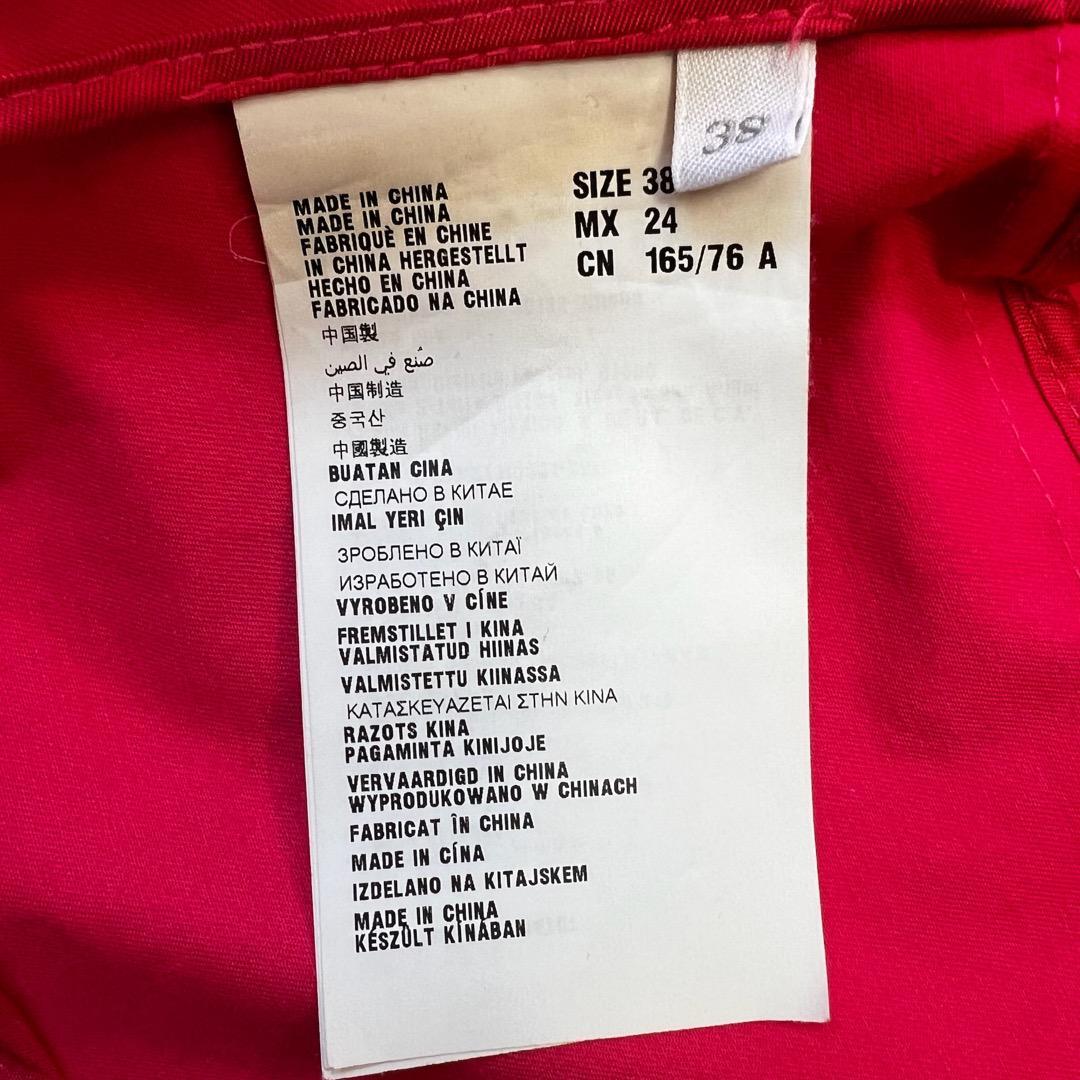 38
SIZE 38
MX 24
CN 165/76 A
MADE IN CHINA
MADE IN CHINA
FABRIQUÈ EN CHINE
IN CHINA HERGESTELLT
HECHO EN CHINA
FABRICADO NA CHINA
中国製
صُنع في الصين
中国制造
중국산
中國製造
BUATAN CINA
СДЕЛАНО В КИТАЕ
IMAL YERI ÇIN
ЗРОБЛЕНО В КИТАЇ
ИЗРАБОТЕНО В КИТАЙ
VYROBENO V CÍNE
FREMSTILLET I KINA
VALMISTATUD HIINAS
VALMISTETTU KIINASSA
ΚΑΤΑΣΚΕΥΑΖΕΤΑΙ ΣΤΗΝ ΚΙΝΑ
RAZOTS KINA
PAGAMINTA KINIJOJE
VERVAARDIGD IN CHINA
WYPRODUKOWANO W CHINACH
FABRICAT ÎN CHINA
MADE IN CÍNA
IZDELANO NA KITAJSKEM
MADE IN CHINA
KÉSZÜLT KÍNÁBAN